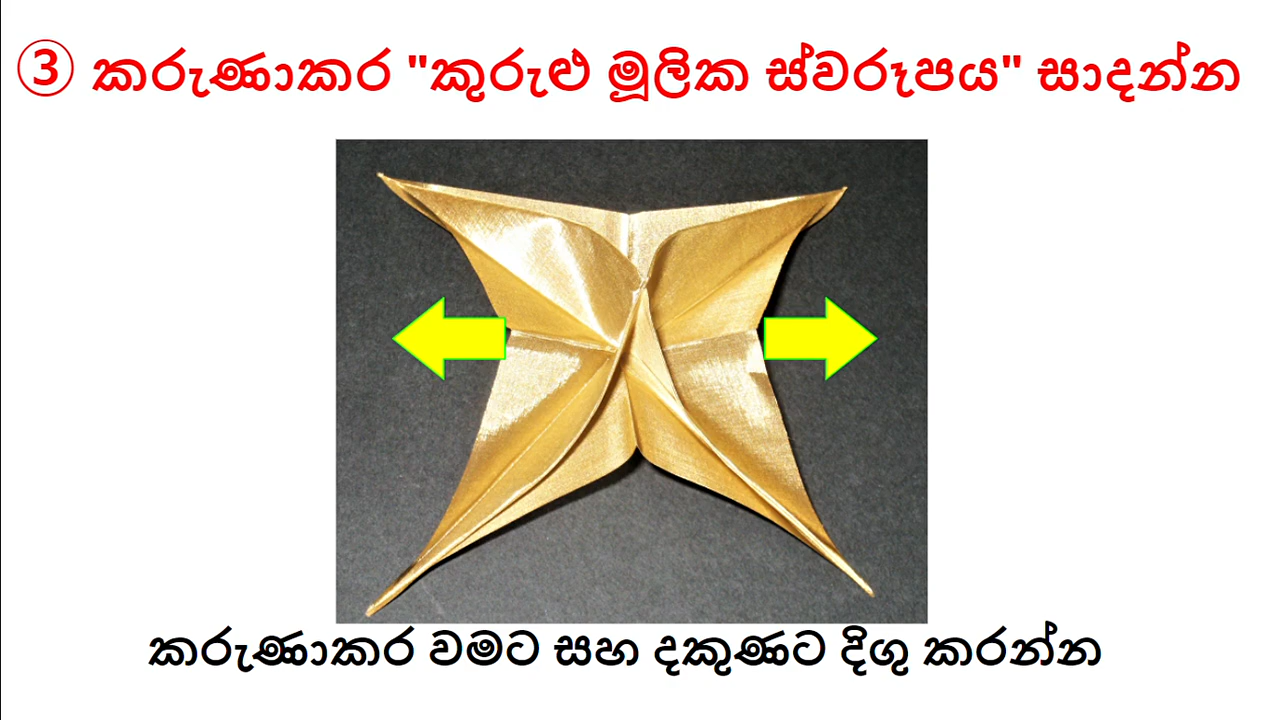 ③ කරුණාකර "කුරුළු මූලික ස්වරූපය" සාදන්න
කරුණාකර වමට සහ දකුණට දිගු කරන්න